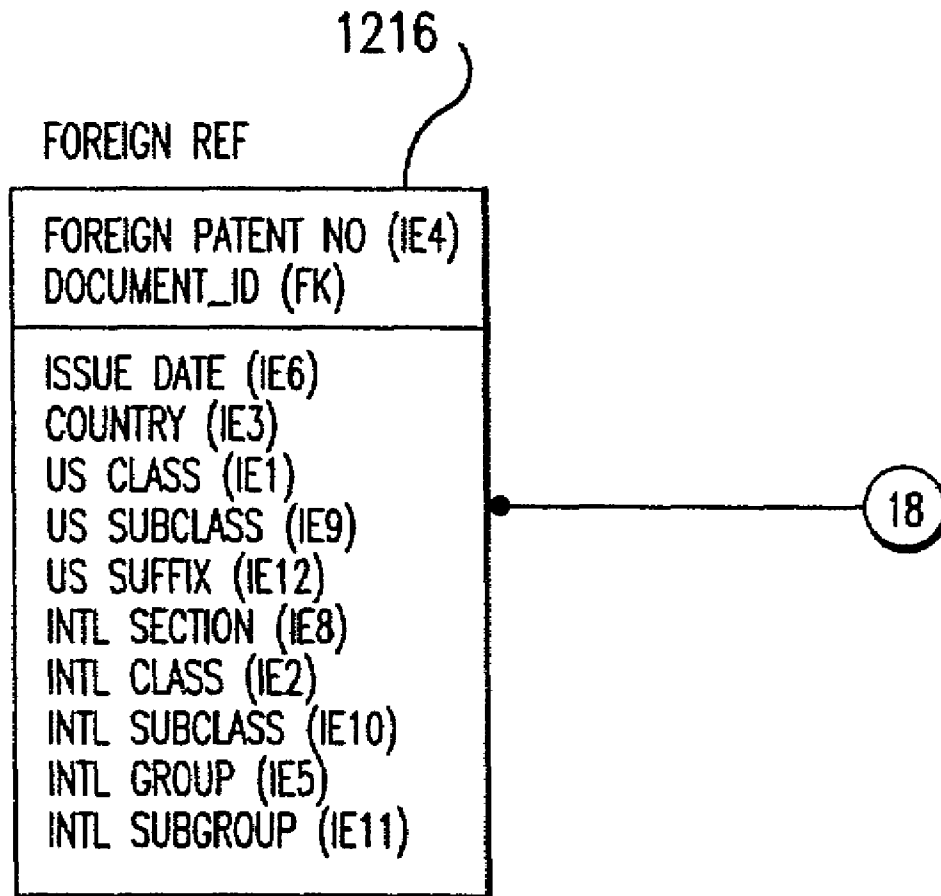 1216
FOREIGN REF
FOREIGN PATENT NO (IE4)
DOCUMENT_ID (FK)
ISSUE DATE (IE6)
COUNTRY (IE3)
US CLASS (IE1)
US SUBCLASS (IE9)
US SUFFIX (IE12)
INTL SECTION (IE8)
INTL CLASS (IE2)
INTL SUBCLASS (IE10)
INTL GROUP (IE5)
INTL SUBGROUP (IE11)
18